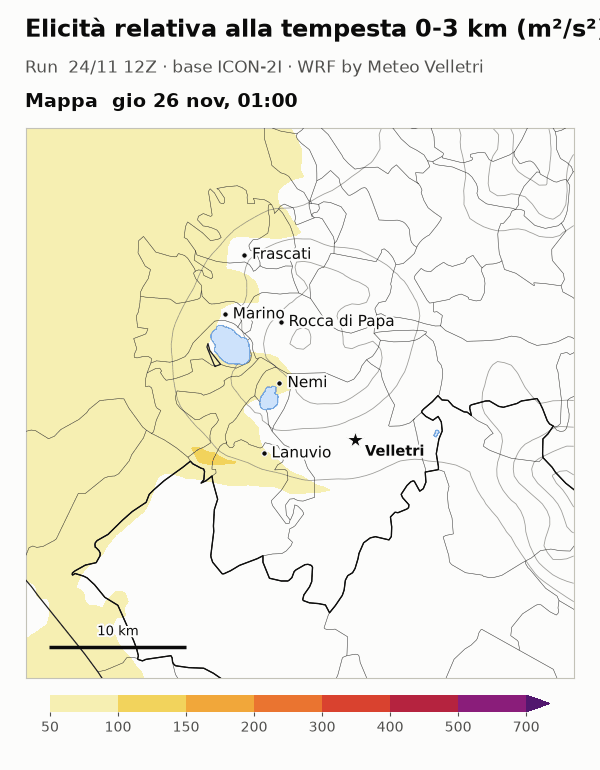 Elicità relativa alla tempesta 0-3 km (m²/s²)
Run  24/11 12Z · base ICON-2I · WRF by Meteo Velletri
Mappa  gio 26 nov, 01:00
Frascati
Marino
Rocca di Papa
Nemi
Velletri
Lanuvio
10 km
50 100 150 200 300 400 500 700